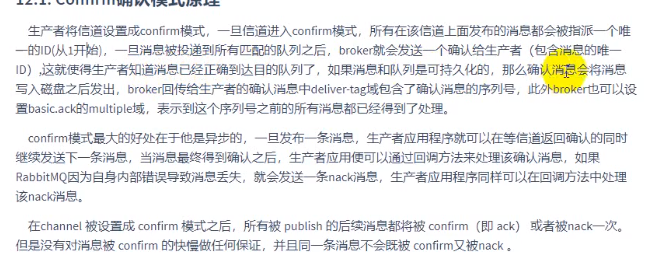 12.1. Confirm确认模式原理
生产者将信道设置成confirm模式，一旦信道进入confirm模式，所有在该信道上面发布的消息都会被指派一个唯
一的ID(从1开始)，一旦消息被投递到所有匹配的队列之后，broker就会发送一个确认给生产者（包含消息的唯一
ID）,这就使得生产者知道消息已经正确到达目的队列了，如果消息和队列是可持久化的，那么确认消息会将消息
写入磁盘之后发出，broker回传给生产者的确认消息中deliver-tag域包含了确认消息的序列号，此外broker也可以设
置basic.ack的multiple域，表示到这个序列号之前的所有消息都已经得到了处理。
confirm模式最大的好处在于他是异步的，一旦发布一条消息，生产者应用程序就可以在等信道返回确认的同时
继续发送下一条消息，当消息最终得到确认之后，生产者应用便可以通过回调方法来处理该确认消息，如果
RabbitMQ因为自身内部错误导致消息丢失，就会发送一条nack消息，生产者应用程序同样可以在回调方法中处理
该nack消息。
在channel 被设置成 confirm 模式之后，所有被 publish 的后续消息都将被 confirm（即 ack） 或者被nack一次。
但是没有对消息被 confirm 的快慢做任何保证，并且同一条消息不会既被 confirm又被nack 。